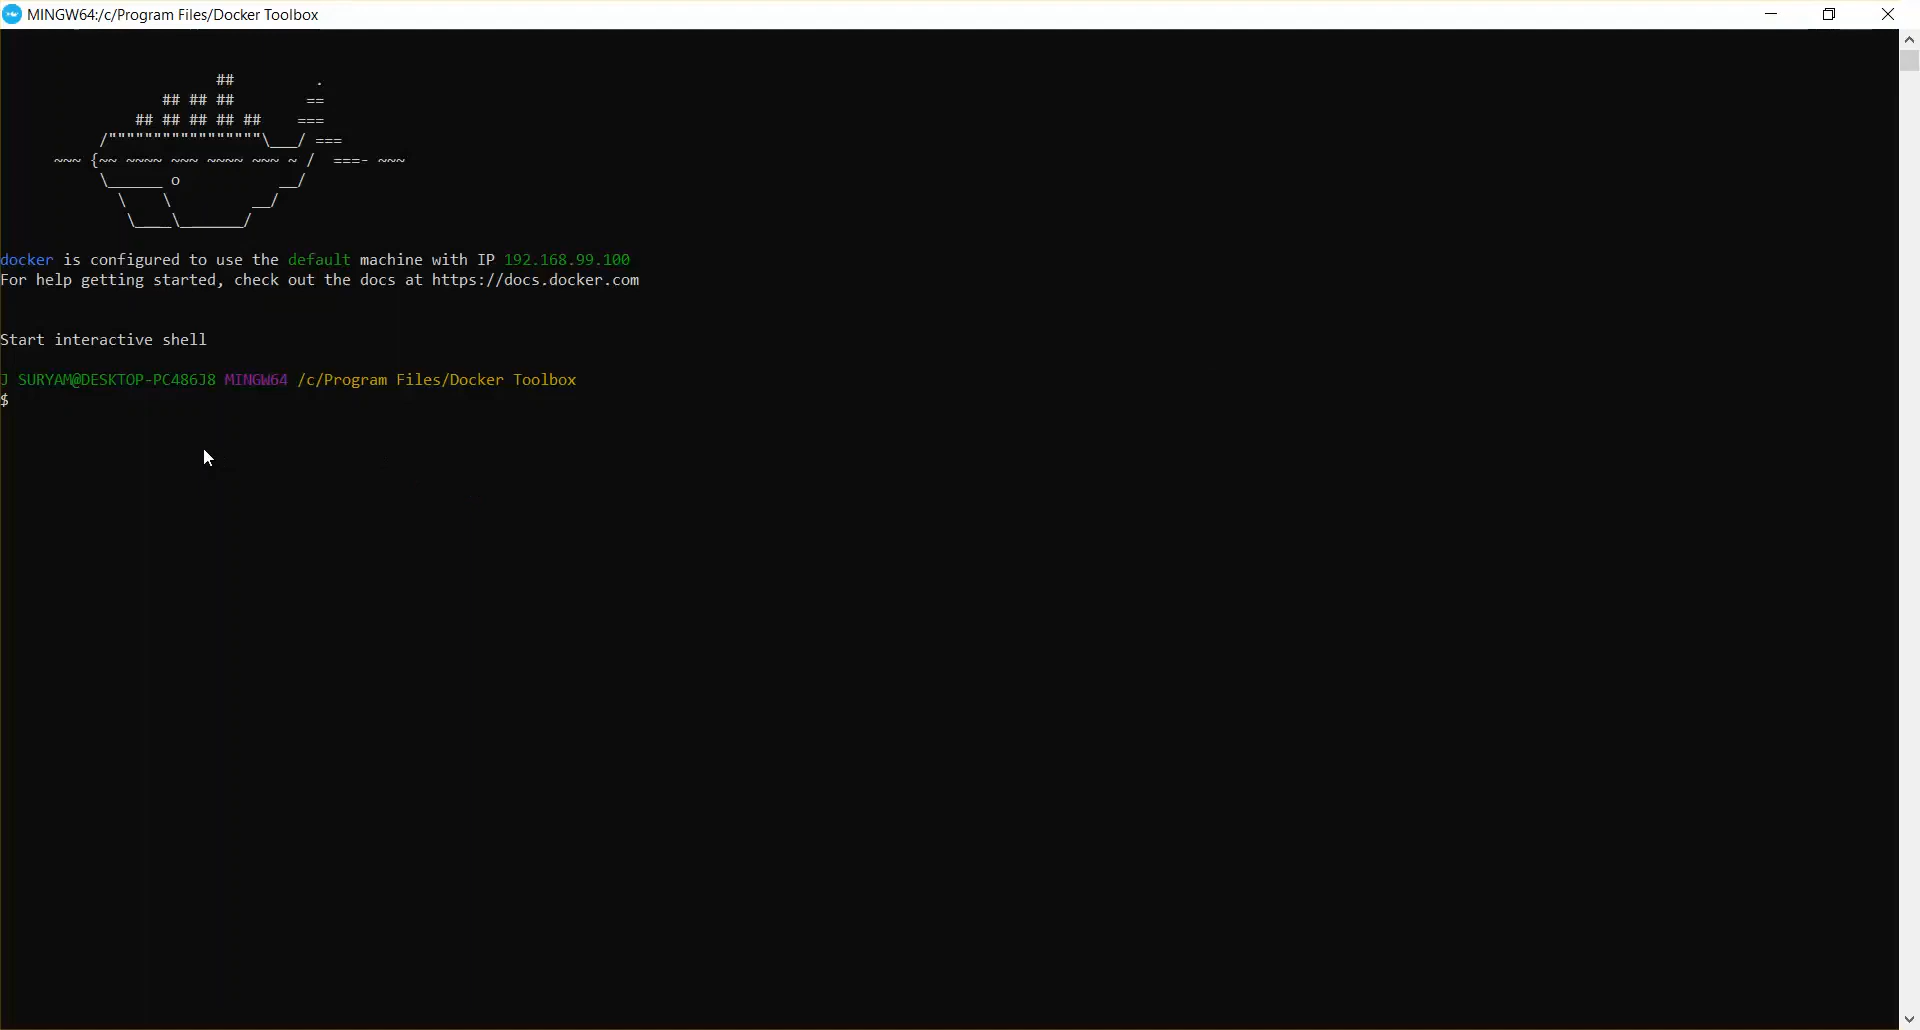 MINGW64:/c/Program Files/Docker Toolbox
                        ##         .
                  ## ## ##        ==
               ## ## ## ## ##    ===
           /"""""""""""""""""\___/ ===
      ~~~ {~~ ~~~~ ~~~ ~~~~ ~~~ ~ /  ===- ~~~
           \______ o           __/
             \    \         __/
              \____\_______/
docker is configured to use the default machine with IP 192.168.99.100
For help getting started, check out the docs at https://docs.docker.com
Start interactive shell
J SURYAM@DESKTOP-PC486J8 MINGW64 /c/Program Files/Docker Toolbox
$